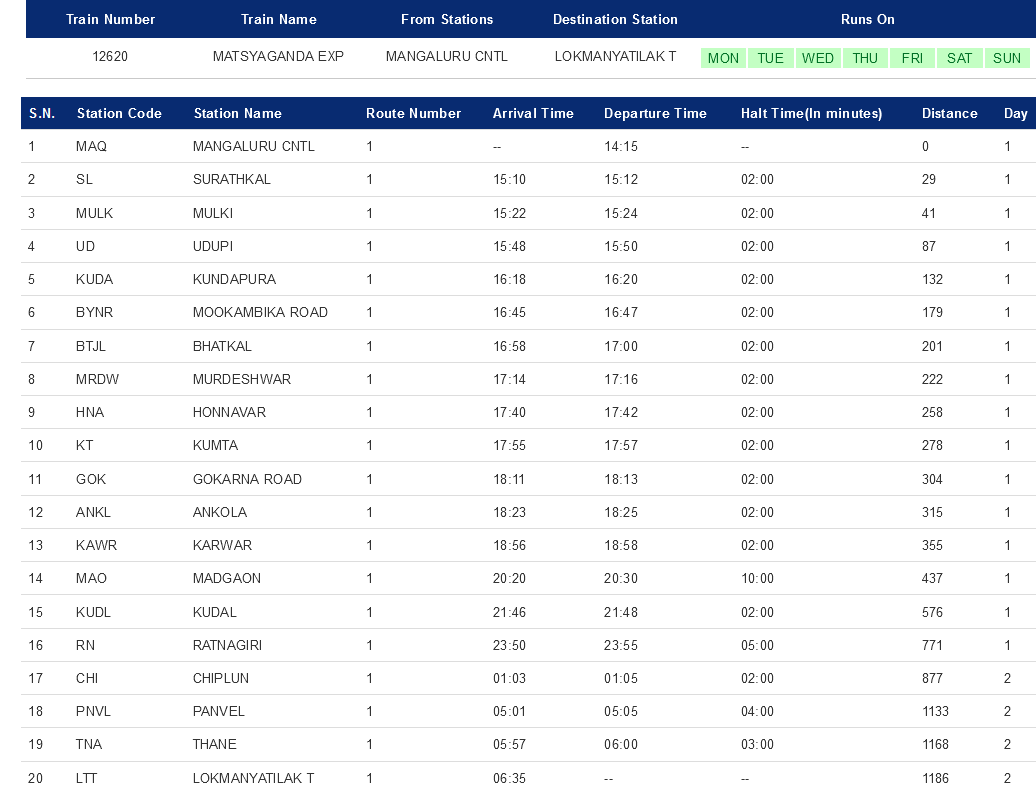 Train Number Train Name From Stations Destination Station Runs On
12620 MATSYAGANDA EXP MANGALURU CNTL LOKMANYATILAK T MON TUE WED THU FRI SAT SUN
S.N. Station Code Station Name Route Number Arrival Time Departure Time Halt Time(In minutes) Distance Day
1 MAQ MANGALURU CNTL 1 -- 14:15 -- 0 1
2 SL SURATHKAL 1 15:10 15:12 02:00 29 1
3 MULK MULKI 1 15:22 15:24 02:00 41 1
4 UD UDUPI 1 15:48 15:50 02:00 87 1
5 KUDA KUNDAPURA 1 16:18 16:20 02:00 132 1
6 BYNR MOOKAMBIKA ROAD 1 16:45 16:47 02:00 179 1
7 BTJL BHATKAL 1 16:58 17:00 02:00 201 1
8 MRDW MURDESHWAR 1 17:14 17:16 02:00 222 1
9 HNA HONNAVAR 1 17:40 17:42 02:00 258 1
10 KT KUMTA 1 17:55 17:57 02:00 278 1
11 GOK GOKARNA ROAD 1 18:11 18:13 02:00 304 1
12 ANKL ANKOLA 1 18:23 18:25 02:00 315 1
13 KAWR KARWAR 1 18:56 18:58 02:00 355 1
14 MAO MADGAON 1 20:20 20:30 10:00 437 1
15 KUDL KUDAL 1 21:46 21:48 02:00 576 1
16 RN RATNAGIRI 1 23:50 23:55 05:00 771 1
17 CHI CHIPLUN 1 01:03 01:05 02:00 877 2
18 PNVL PANVEL 1 05:01 05:05 04:00 1133 2
19 TNA THANE 1 05:57 06:00 03:00 1168 2
20 LTT LOKMANYATILAK T 1 06:35 -- -- 1186 2